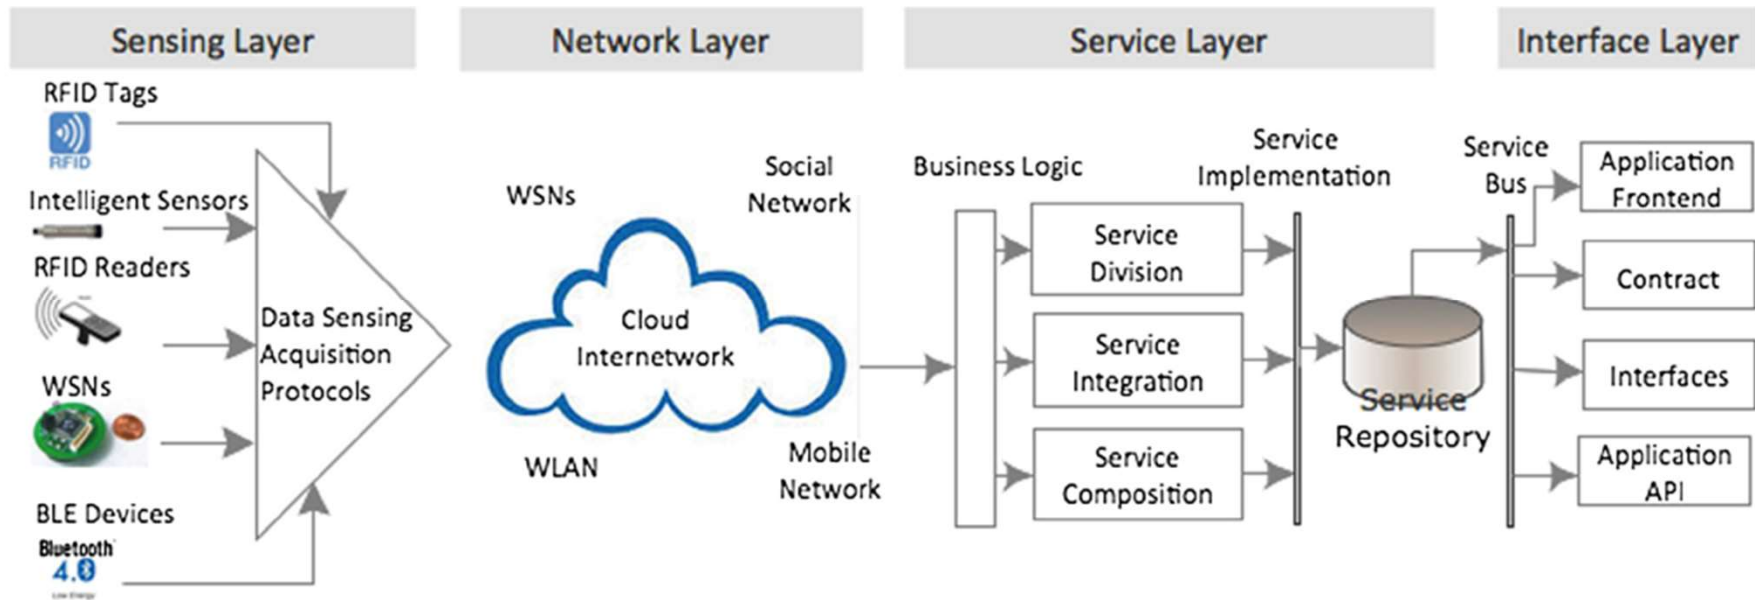 Sensing Layer
Network Layer
Service Layer
Interface Layer
RFID Tags
RFID
Intelligent Sensors
RFID Readers
WSNs
BLE Devices
Bluetooth
4.0
Low Energy
Data Sensing
Acquisition
Protocols
WSNs
Social
Network
Cloud
Internetwork
WLAN
Mobile
Network
Business Logic
Service
Division
Service
Integration
Service
Composition
Service
Implementation
Service
Repository
Service
Bus
Application
Frontend
Contract
Interfaces
Application
API